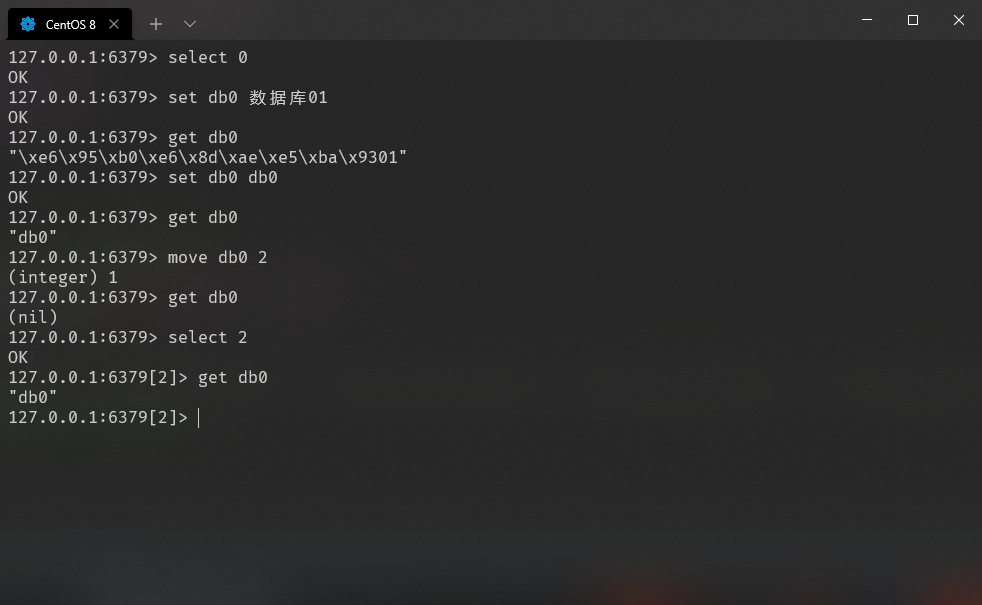 CentOS 8
127.0.0.1:6379> select 0
OK
127.0.0.1:6379> set db0 数据库01
OK
127.0.0.1:6379> get db0
"\xe6\x95\xb0\xe6\x8d\xae\xe5\xba\x9301"
127.0.0.1:6379> set db0 db0
OK
127.0.0.1:6379> get db0
"db0"
127.0.0.1:6379> move db0 2
(integer) 1
127.0.0.1:6379> get db0
(nil)
127.0.0.1:6379> select 2
OK
127.0.0.1:6379[2]> get db0
"db0"
127.0.0.1:6379[2]>